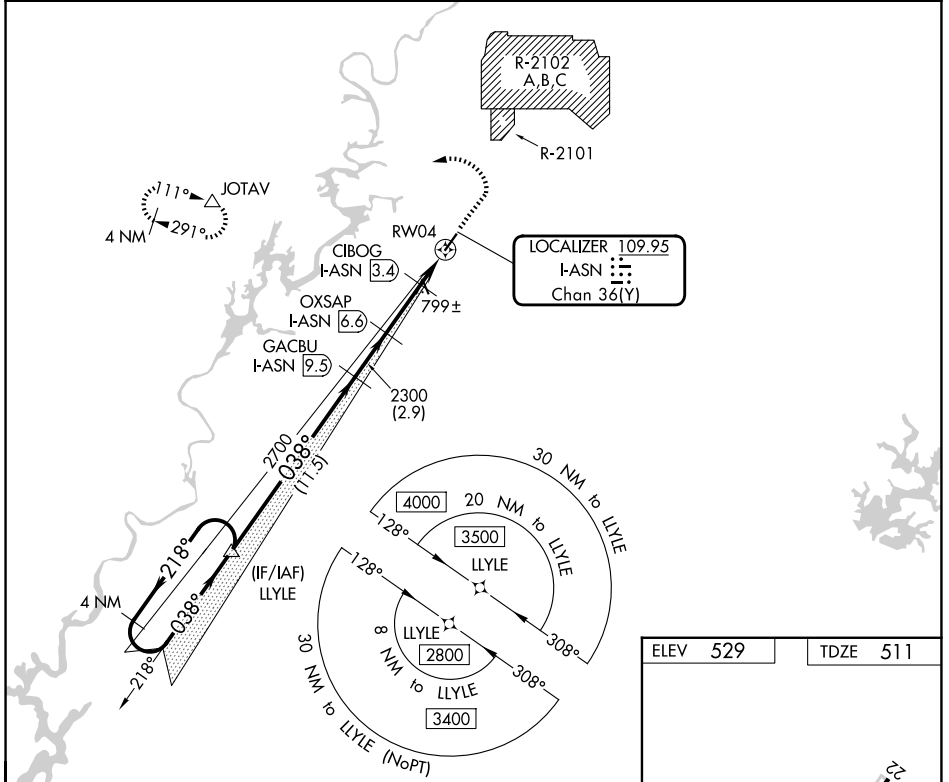 R-2102
A,B,C
R-2101
JOTAV
111°
291°
4 NM
RW04
CIBOG
I-ASN 3.4
799±
LOCALIZER 109.95
I-ASN
Chan 36(Y)
OXSAP
I-ASN 6.6
GACBU
I-ASN 9.5
2300
(2.9)
2700
038°
(11.5)
218°
038°
4 NM
218°
(IF/IAF)
LLYLE
30 NM to LLYLE
4000
20 NM to LLYLE
128°
3500
LLYLE
308°
128°
LLYLE
2800
8 NM to LLYLE
308°
3400
30 NM to LLYLE (NoPT)
ELEV 529
TDZE 511
22